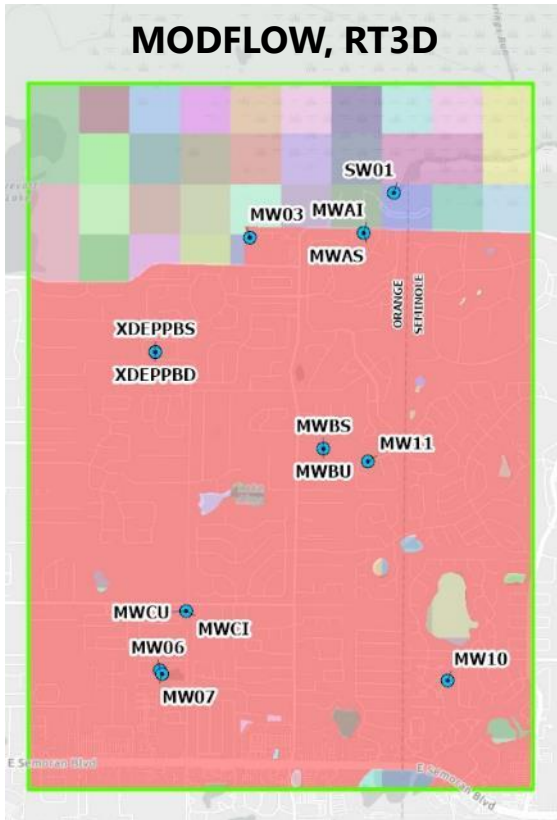 MODFLOW, RT3D
SW01
MW03
MWAI
MWAS
ORANGE
SEMINOLE
XDEPPBS
XDEPPBD
MWBS
MW11
MWBU
MWCU
MWCI
MW06
MW10
MW07
E Semoran Blvd
E Semoran Blvd